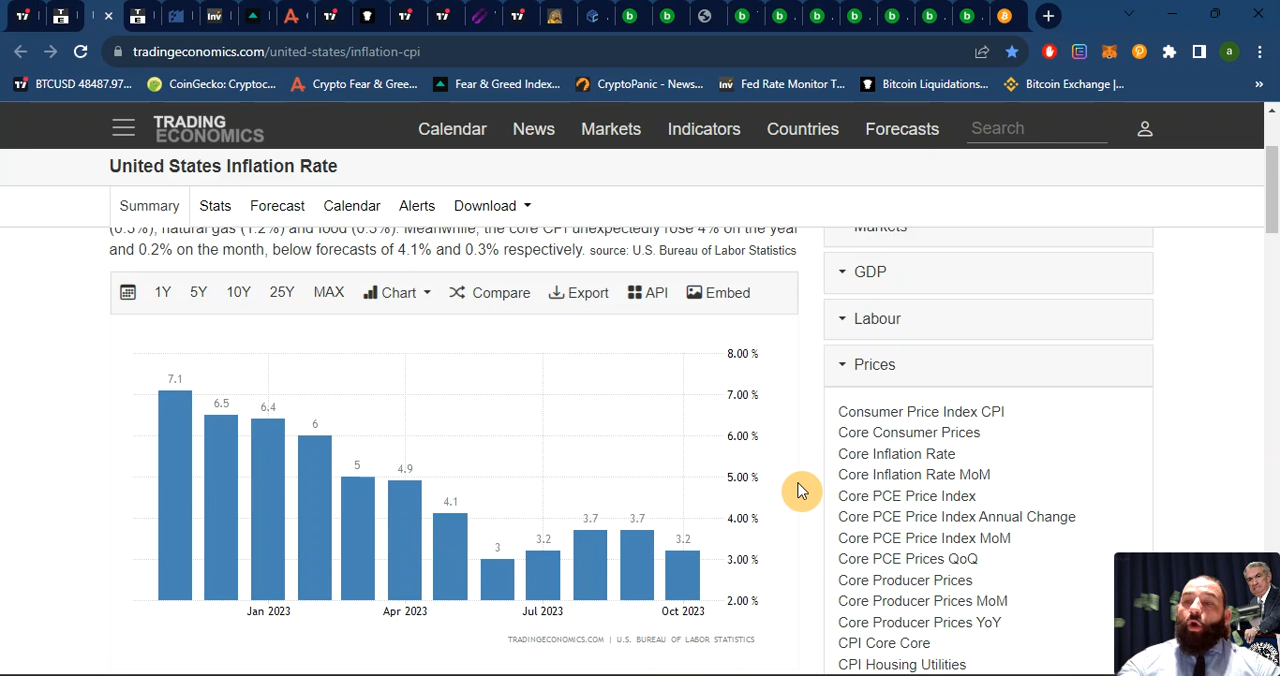 tradingeconomics.com/united-states/inflation-cpi
BTCUSD 48487.97...
CoinGecko: Cryptoc...
Crypto Fear & Gree...
Fear & Greed Index...
CryptoPanic - News...
Fed Rate Monitor T...
Bitcoin Liquidations...
Bitcoin Exchange |...
»
TRADING
ECONOMICS
Calendar
News
Markets
Indicators
Countries
Forecasts
Search
United States Inflation Rate
Summary
Stats
Forecast
Calendar
Alerts
Download
(0.3%), natural gas (1.2%) and food (0.3%). Meanwhile, the core CPI unexpectedly rose 4% on the year
and 0.2% on the month, below forecasts of 4.1% and 0.3% respectively. source: U.S. Bureau of Labor Statistics
1Y
5Y
10Y
25Y
MAX
Chart
Compare
Export
API
Embed
8.00 %
7.00 %
6.00 %
5.00 %
4.00 %
3.00 %
2.00 %
7.1
6.5
6.4
6
5
4.9
4.1
3
3.2
3.7
3.7
3.2
Jan 2023
Apr 2023
Jul 2023
Oct 2023
TRADINGECONOMICS.COM | U.S. BUREAU OF LABOR STATISTICS
Markets
GDP
Labour
Prices
Consumer Price Index CPI
Core Consumer Prices
Core Inflation Rate
Core Inflation Rate MoM
Core PCE Price Index
Core PCE Price Index Annual Change
Core PCE Price Index MoM
Core PCE Prices QoQ
Core Producer Prices
Core Producer Prices MoM
Core Producer Prices YoY
CPI Core Core
CPI Housing Utilities